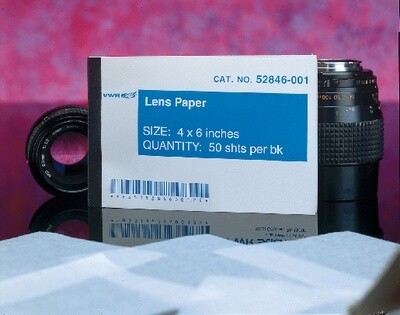 CAT. NO. 52846-001
VWR
Lens Paper
SIZE: 4 x 6 inches
QUANTITY: 50 shts per bk